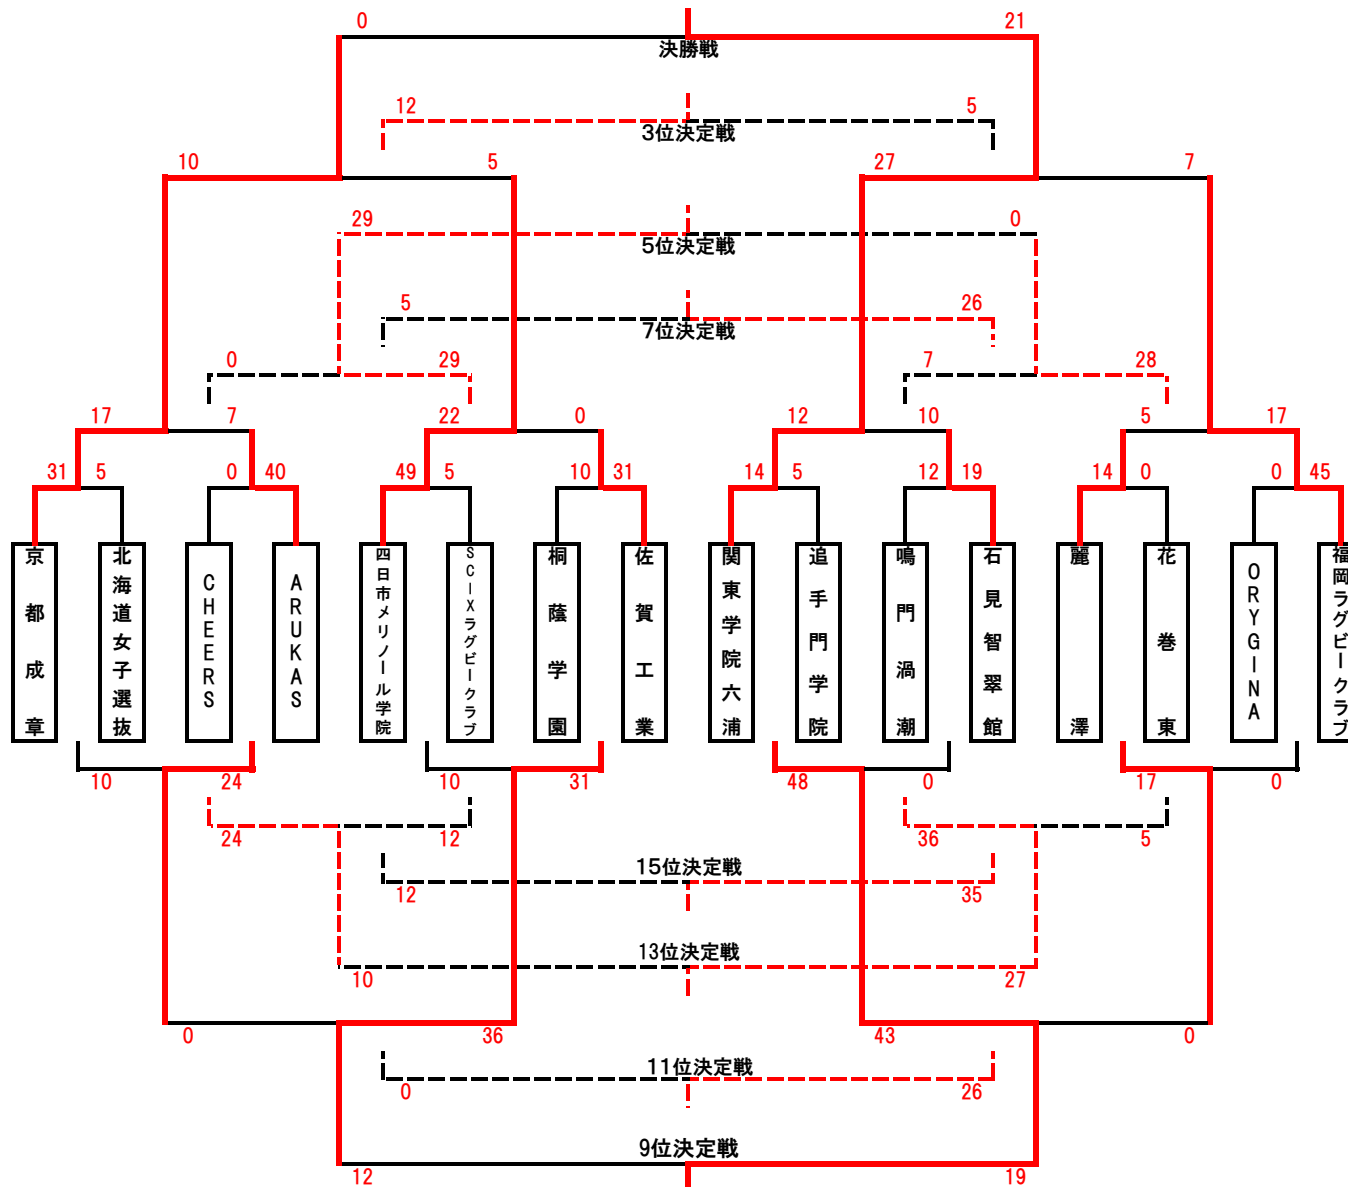 0 21
決勝戦
12 5
3位決定戦
10 5 27 7
29 0
5位決定戦
5 26
7位決定戦
0 29 7 28
17 7 22 0 12 10 5 17
31 5 0 40 49 5 10 31 14 5 12 19 14 0 0 45
京都成章
北海道女子選抜
CHEERS
ARUKAS
四日市メリノール学院
SCIXラグビークラブ
桐蔭学園
佐賀工業
関東学院六浦
追手門学院
鳴門渦潮
石見智翠館
麗澤
花巻東
ORYGINA
福岡ラグビークラブ
10 24 10 31 48 0 17 0
24 12 36 5
15位決定戦
12 35
13位決定戦
10 27
0 36 43 0
11位決定戦
0 26
9位決定戦
12 19